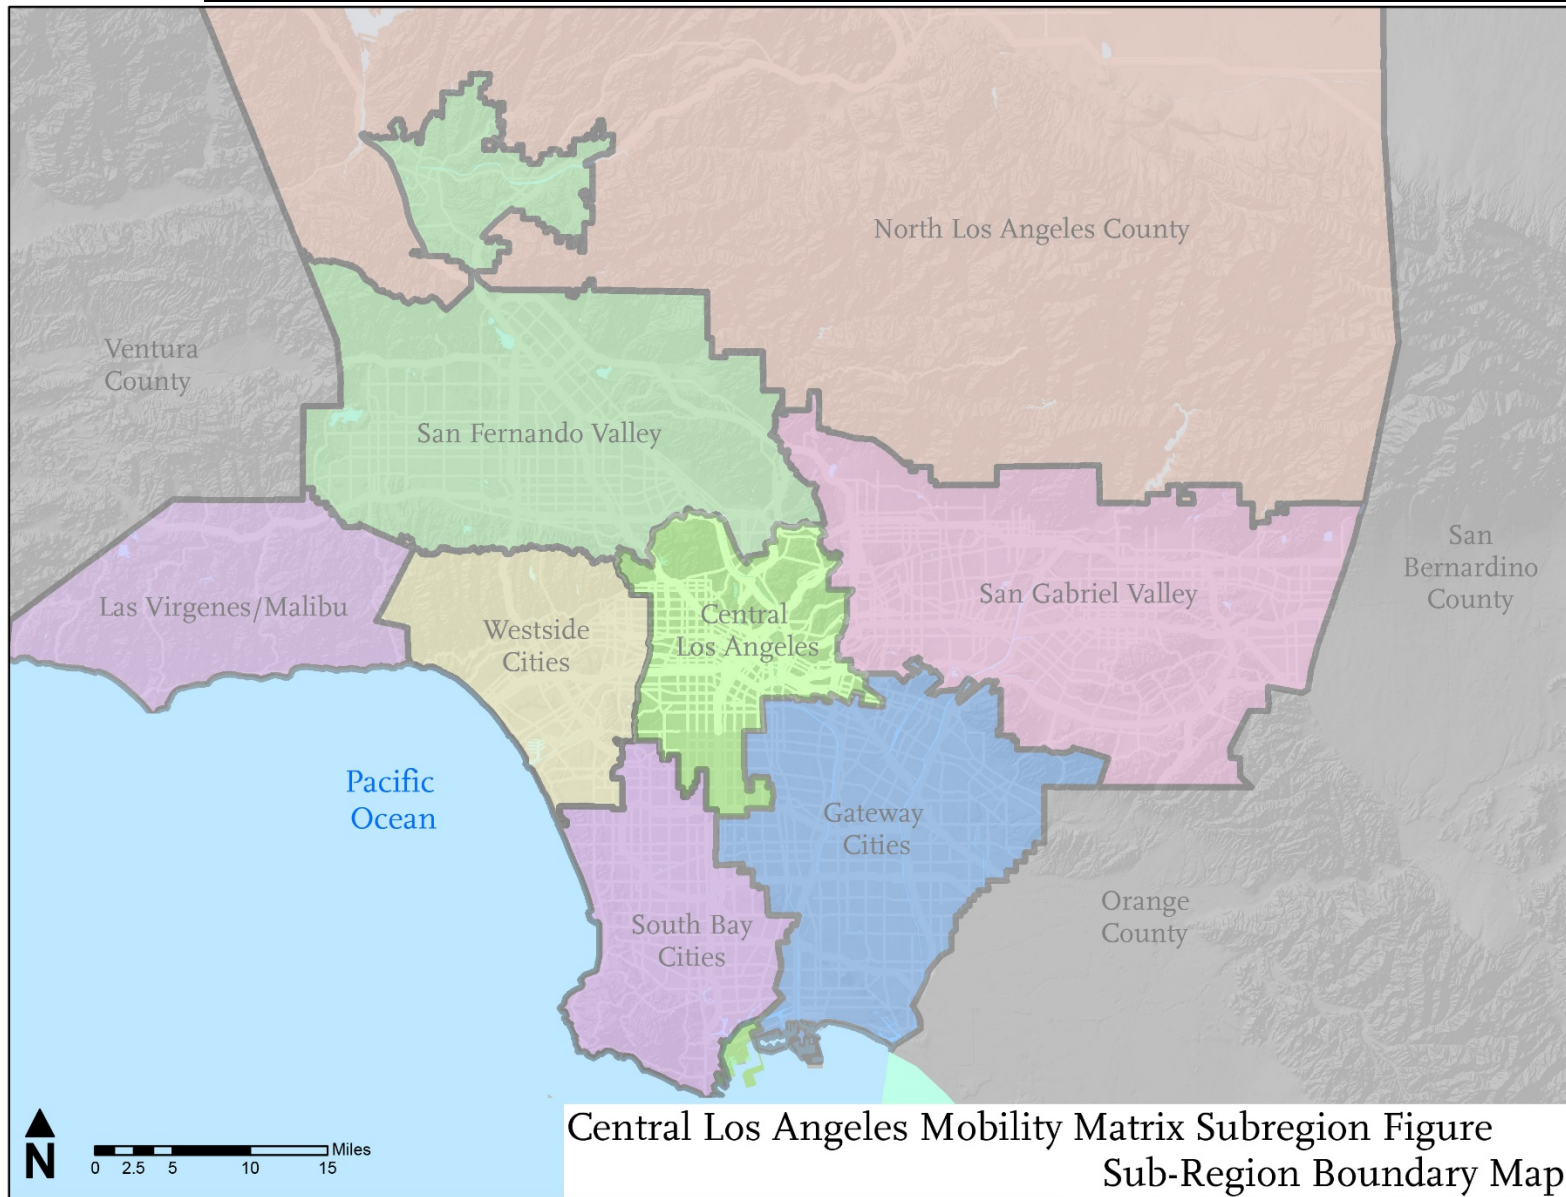 North Los Angeles County
Ventura
County
San Fernando Valley
San
Bernardino
County
Las Virgenes/Malibu
Westside
Cities
Central
Los Angeles
San Gabriel Valley
Pacific
Ocean
Gateway
Cities
South Bay
Cities
Orange
County
N
Miles
0 2.5 5 10 15
Central Los Angeles Mobility Matrix Subregion Figure
Sub-Region Boundary Map